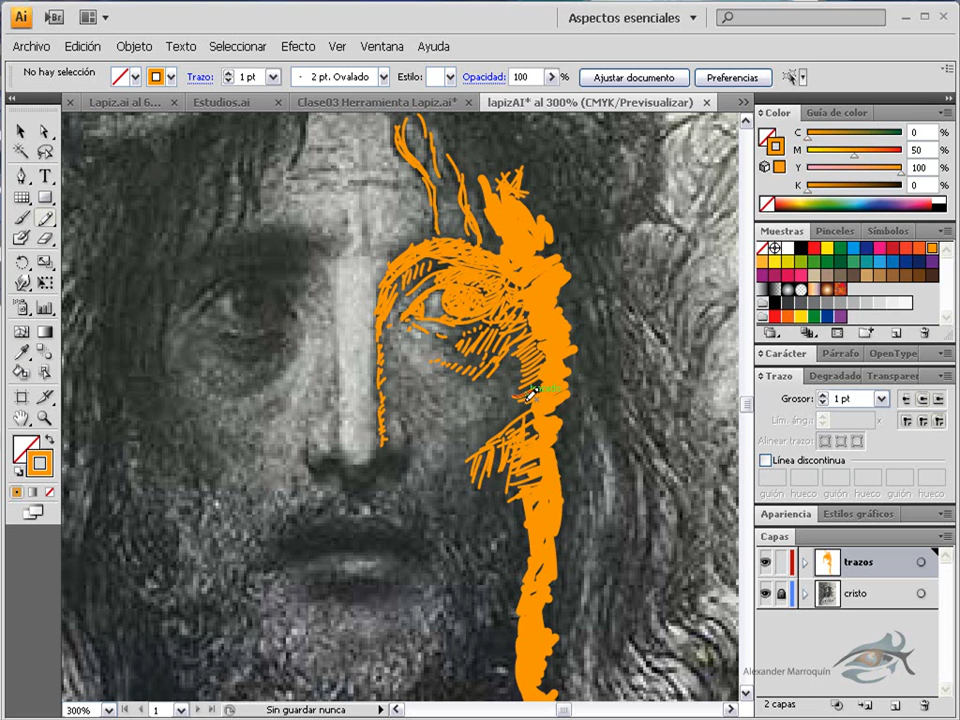 Ai Br Aspectos esenciales
Archivo Edición Objeto Texto Seleccionar Efecto Ver Ventana Ayuda
No hay selección Trazo: 1 pt 2 pt. Ovalado Estilo: Opacidad: 100 % Ajustar documento Preferencias
Lapiz.ai al 6... Estudios.ai Clase03 Herramienta Lapiz.ai* lapizAI* al 300% (CMYK/Previsualizar)
Color Guía de color
C 0 %
M 50 %
Y 100 %
K 0 %
Muestras Pinceles Símbolos
Carácter Párrafo OpenType
Trazo Degradado Transparer
Grosor: 1 pt
Lím. áng.: x
Alinear trazo:
Línea discontinua
guión hueco guión hueco guión hueco
Apariencia Estilos gráficos
Capas
trazos
cristo
Alexander Marroquín
2 capas
300% 1 Sin guardar nunca